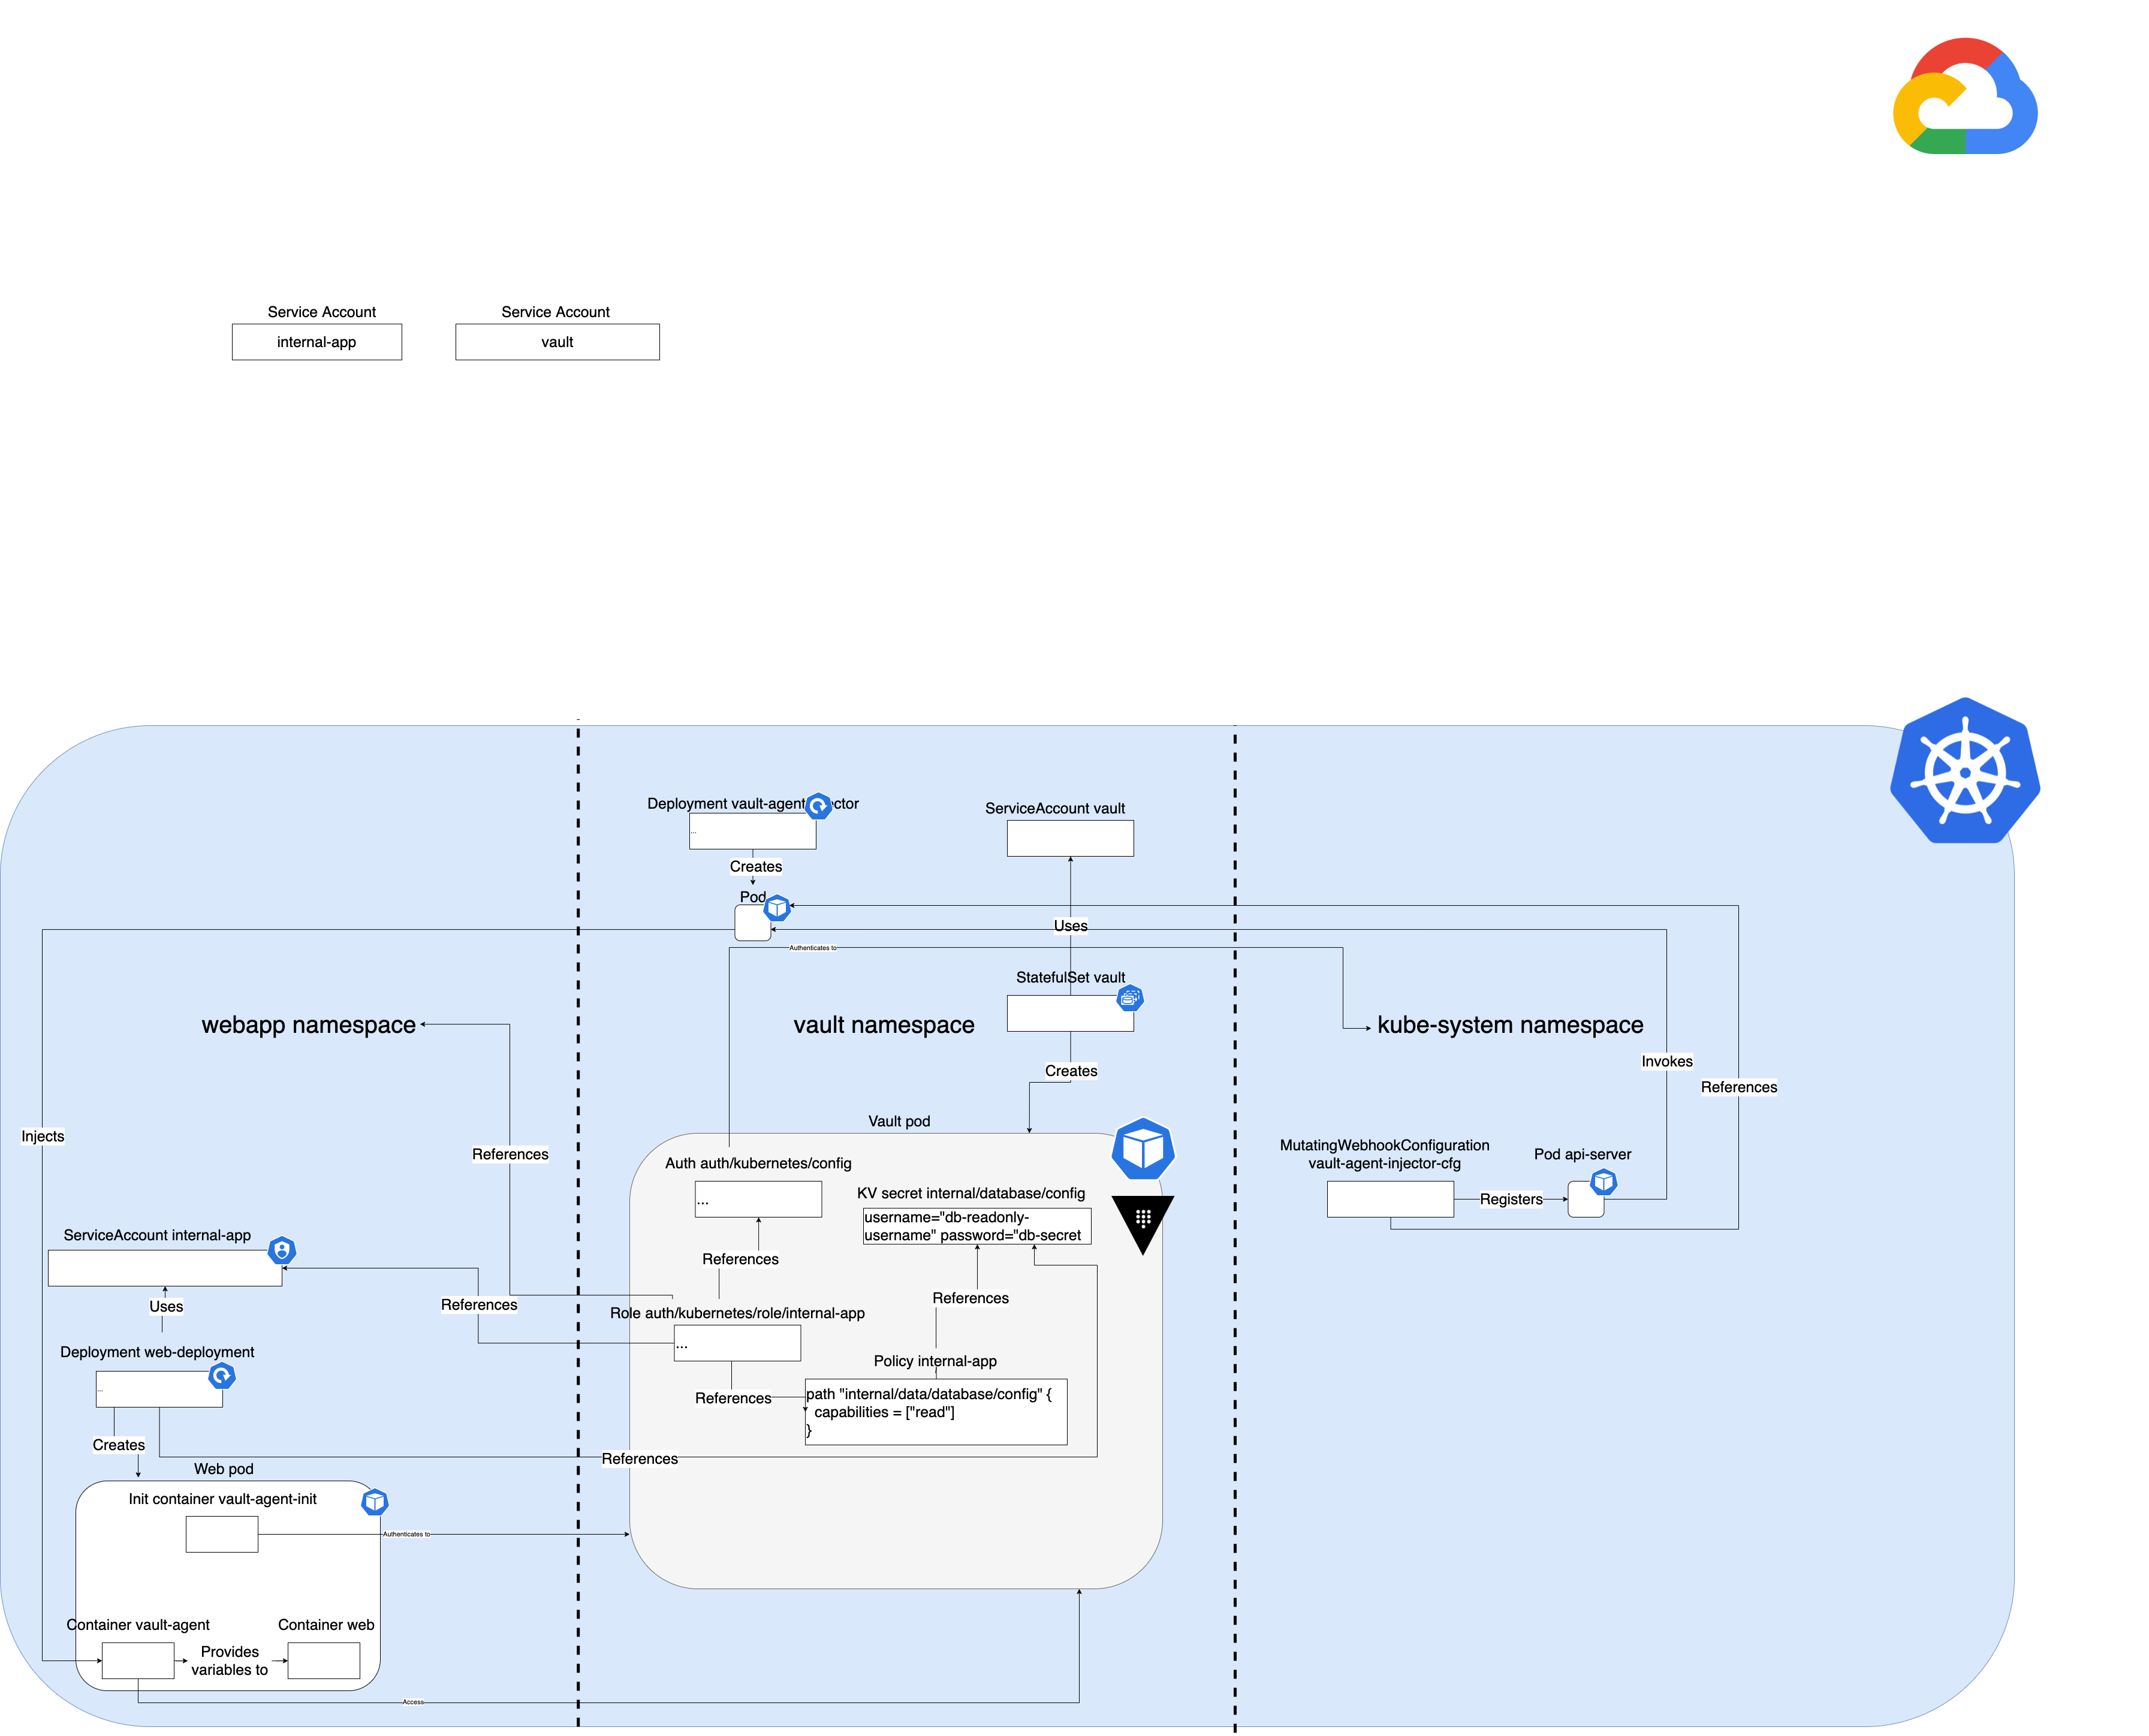 Service Account
internal-app
Service Account
vault
Deployment vault-agent ector
...
Creates
Pod
ServiceAccount vault
Uses
Authenticates to
StatefulSet vault
webapp namespace
vault namespace
kube-system namespace
Creates
Invokes
References
Injects
References
Vault pod
Auth auth/kubernetes/config
...
KV secret internal/database/config
username="db-readonly-
username" password="db-secret
MutatingWebhookConfiguration
vault-agent-injector-cfg
Registers
Pod api-server
ServiceAccount internal-app
Uses
References
References
References
Role auth/kubernetes/role/internal-app
...
Deployment web-deployment
...
Policy internal-app
References
path "internal/data/database/config" {
capabilities = ["read"]
}
Creates
References
Web pod
Init container vault-agent-init
Authenticates to
Container vault-agent
Container web
Provides
variables to
Access